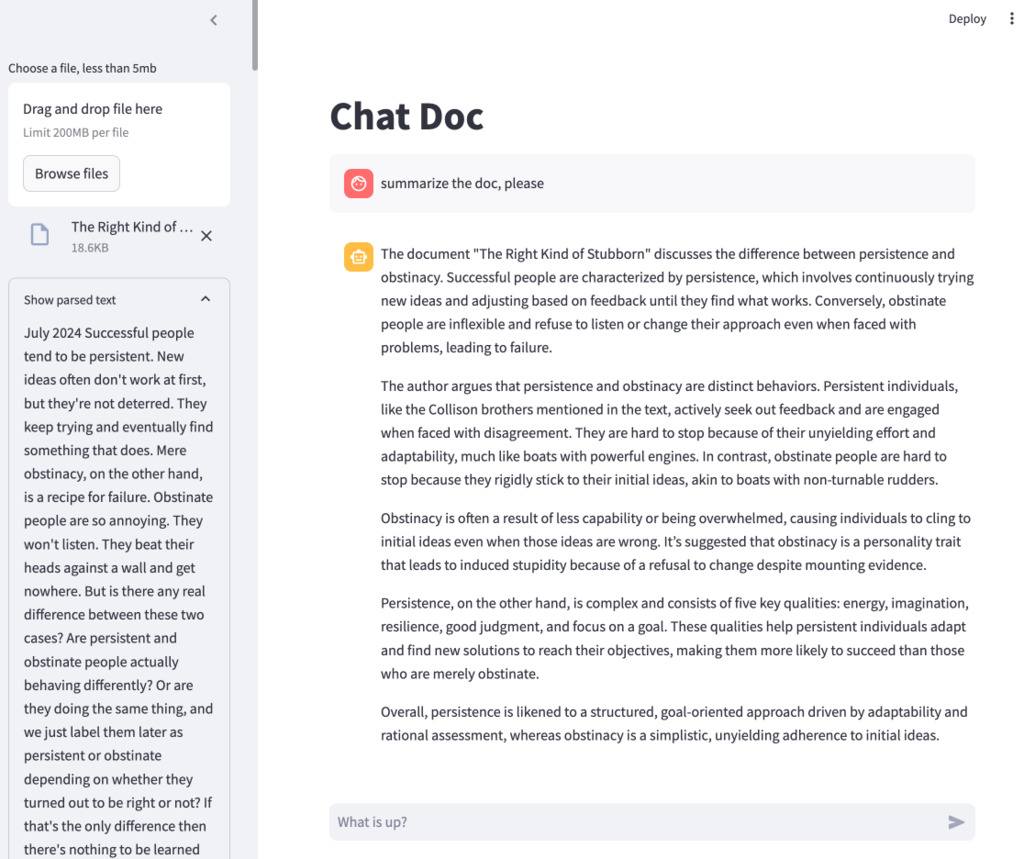 Deploy
Choose a file, less than 5mb
Drag and drop file here
Limit 200MB per file
Browse files
The Right Kind of ...
18.6KB
Show parsed text
July 2024 Successful people
tend to be persistent. New
ideas often don't work at first,
but they're not deterred. They
keep trying and eventually find
something that does. Mere
obstinacy, on the other hand,
is a recipe for failure. Obstinate
people are so annoying. They
won't listen. They beat their
heads against a wall and get
nowhere. But is there any real
difference between these two
cases? Are persistent and
obstinate people actually
behaving differently? Or are
they doing the same thing, and
we just label them later as
persistent or obstinate
depending on whether they
turned out to be right or not? If
that's the only difference then
there's nothing to be learned
Chat Doc
summarize the doc, please
The document "The Right Kind of Stubborn" discusses the difference between persistence and
obstinacy. Successful people are characterized by persistence, which involves continuously trying
new ideas and adjusting based on feedback until they find what works. Conversely, obstinate
people are inflexible and refuse to listen or change their approach even when faced with
problems, leading to failure.
The author argues that persistence and obstinacy are distinct behaviors. Persistent individuals,
like the Collison brothers mentioned in the text, actively seek out feedback and are engaged
when faced with disagreement. They are hard to stop because of their unyielding effort and
adaptability, much like boats with powerful engines. In contrast, obstinate people are hard to
stop because they rigidly stick to their initial ideas, akin to boats with non-turnable rudders.
Obstinacy is often a result of less capability or being overwhelmed, causing individuals to cling to
initial ideas even when those ideas are wrong. It’s suggested that obstinacy is a personality trait
that leads to induced stupidity because of a refusal to change despite mounting evidence.
Persistence, on the other hand, is complex and consists of five key qualities: energy, imagination,
resilience, good judgment, and focus on a goal. These qualities help persistent individuals adapt
and find new solutions to reach their objectives, making them more likely to succeed than those
who are merely obstinate.
Overall, persistence is likened to a structured, goal-oriented approach driven by adaptability and
rational assessment, whereas obstinacy is a simplistic, unyielding adherence to initial ideas.
What is up?